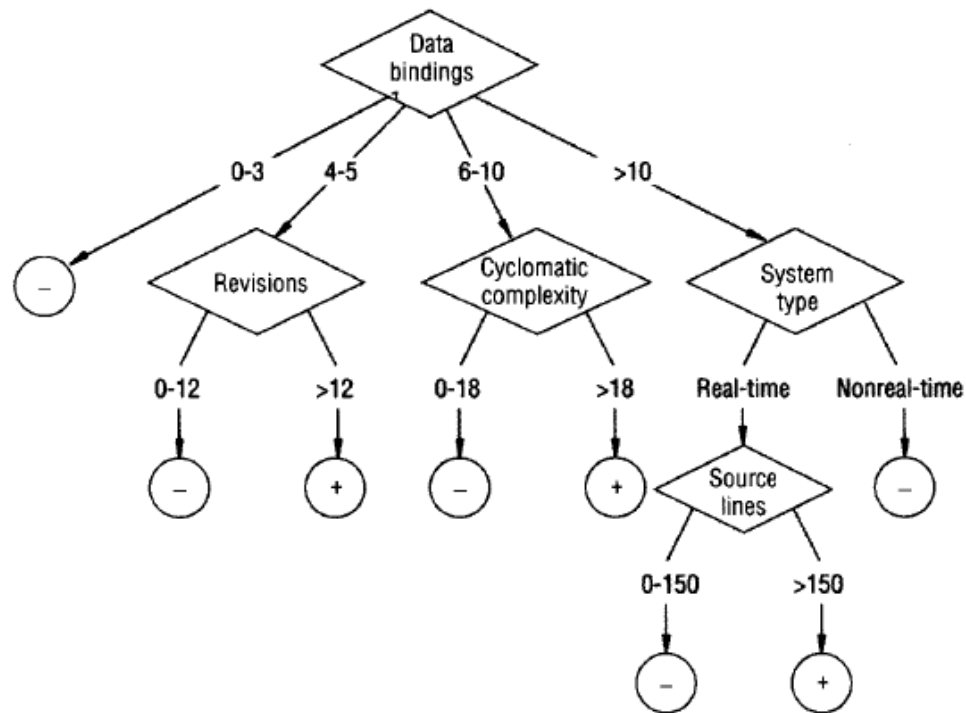 Data
bindings
0-3
4-5
6-10
>10
–
Revisions
Cyclomatic
complexity
System
type
0-12
>12
0-18
>18
Real-time
Nonreal-time
–
+
–
+
Source
lines
–
0-150
>150
–
+